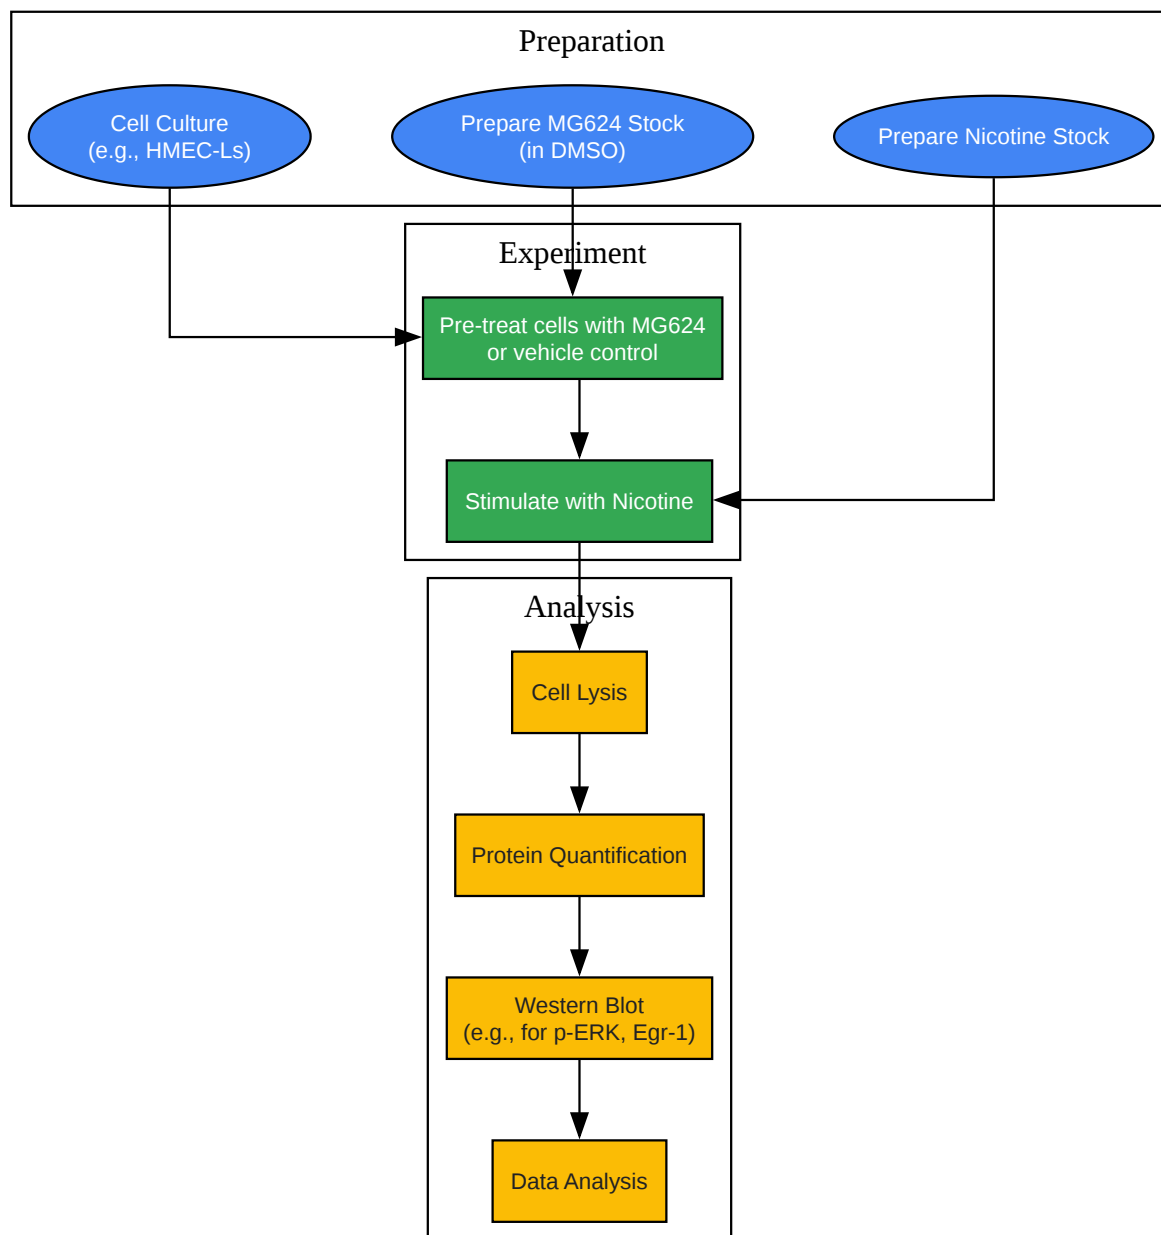 Preparation
Cell Culture
(e.g., HMEC-Ls)
Prepare MG624 Stock
(in DMSO)
Prepare Nicotine Stock
Experiment
Pre-treat cells with MG624
or vehicle control
Stimulate with Nicotine
Analysis
Cell Lysis
Protein Quantification
Western Blot
(e.g., for p-ERK, Egr-1)
Data Analysis